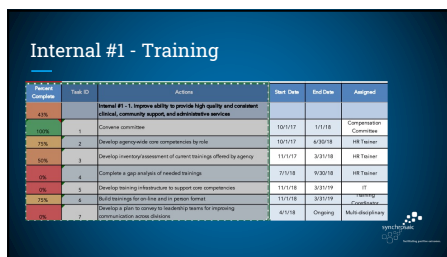 Internal #1 - Training
Percent Complete Task ID Actions Start Date End Date Assigned
43% Internal #1 - 1. Improve ability to provide high quality and consistent clinical, community support, and administrative services
100% 1 Convene committee 10/1/17 1/1/18 Compensation Committee
75% 2 Develop agencywide core competencies by role 10/1/17 6/30/18 HR Trainer
50% 3 Develop inventory/assessment of current trainings offered by agency 11/1/17 3/31/18 HR Trainer
0% 4 Complete a gap analysis of needed trainings 7/1/18 9/30/18 HR Trainer
0% 5 Develop training infrastructure to support core competencies 11/1/18 3/31/19 IT
75% 6 Build trainings for on-line and in person format 11/1/18 3/31/19 Training Coordinator
0% 7 Develop a plan to convey to leadership teams for improving communication across divisions 4/1/18 Ongoing Multi-disciplinary
synchrosaic